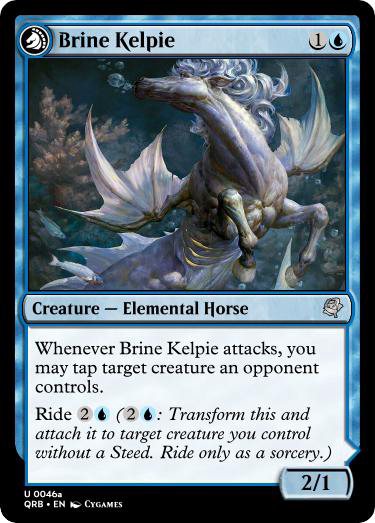 Brine Kelpie 1
Creature — Elemental Horse
Whenever Brine Kelpie attacks, you
may tap target creature an opponent
controls.
Ride 2 (2: Transform this and
attach it to target creature you control
without a Steed. Ride only as a sorcery.)
2/1
U 0046a
QRB • EN Cygames